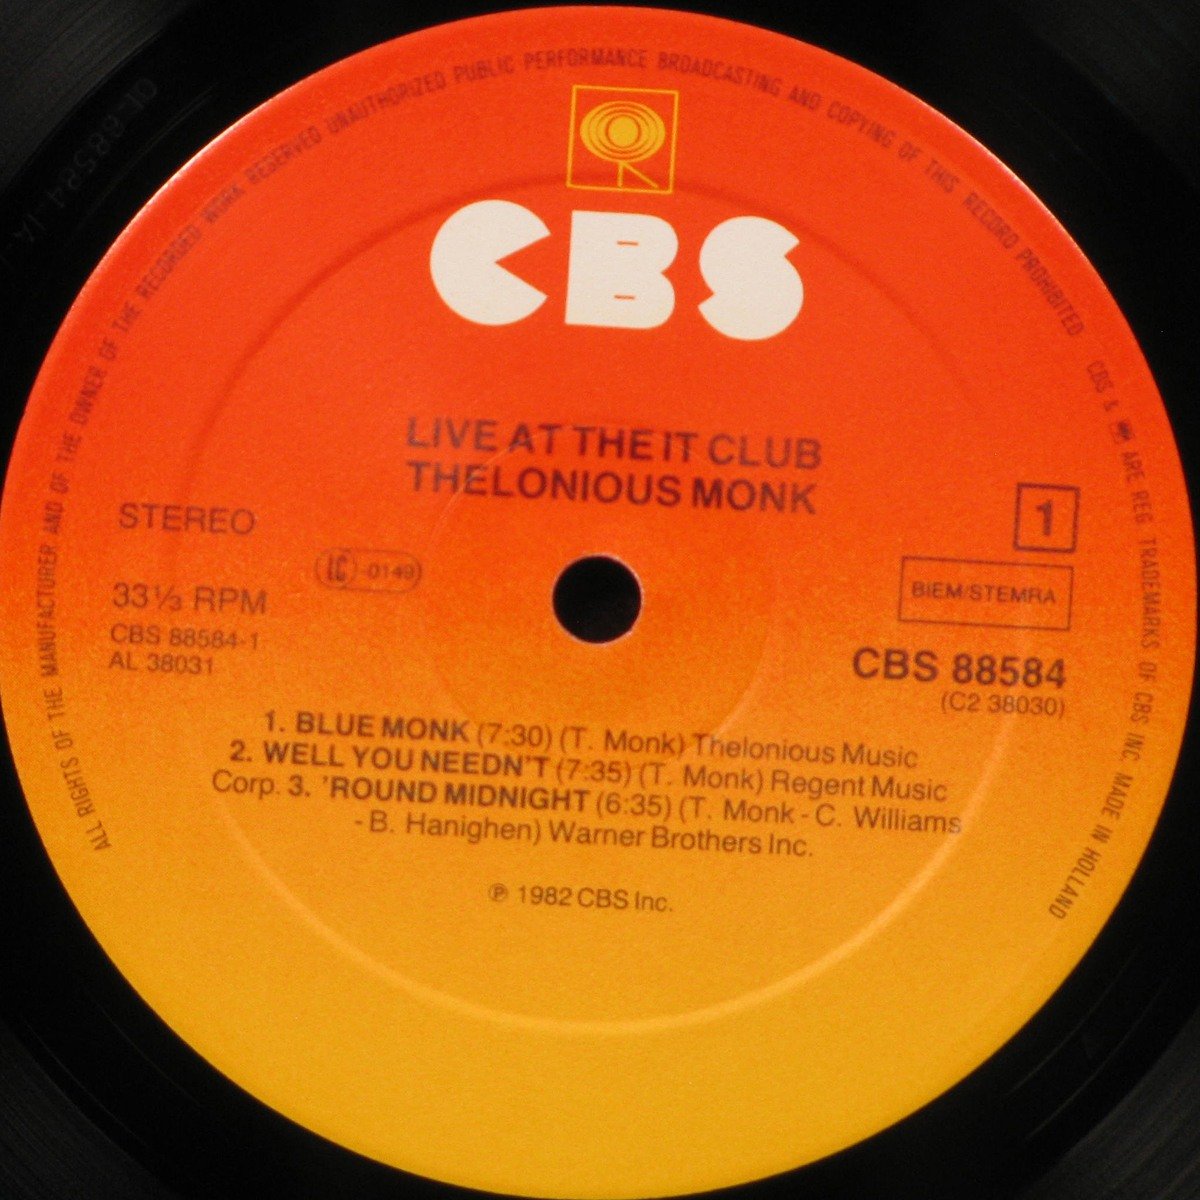 ALL RIGHTS OF THE MANUFACTURER AND OF THE OWNER OF THE RECORDED WORK RESERVED UNAUTHORIZED PUBLIC PERFORMANCE BROADCASTING AND COPYING OF THIS RECORD PROHIBITED CBS & ARE REG TRADEMARKS OF CBS INC. MADE IN HOLLAND
CBS
LIVE AT THE IT CLUB
THELONIOUS MONK
STEREO
1
LC -0149
BIEM/STEMRA
33⅓ RPM
CBS 88584-1
AL 38031
CBS 88584
(C2 38030)
1. BLUE MONK (7:30) (T. Monk) Thelonious Music
2. WELL YOU NEEDN'T (7:35) (T. Monk) Regent Music
Corp. 3. 'ROUND MIDNIGHT (6:35) (T. Monk - C. Williams
- B. Hanighen) Warner Brothers Inc.
℗ 1982 CBS Inc.